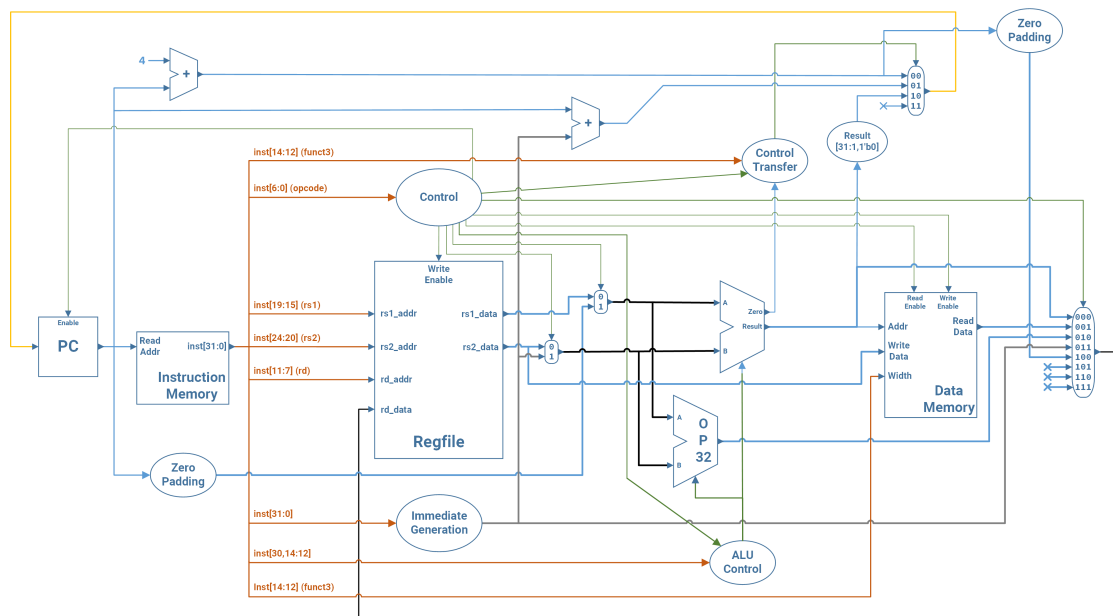 Zero
Padding
4
+
00
01
10
11
+
Result
[31:1,1'b0]
inst[14:12] (funct3)
Control
Transfer
inst[6:0] (opcode)
Control
Write
Enable
Enable
PC
Read
Addr
inst[31:0]
Instruction
Memory
inst[19:15] (rs1)
inst[24:20] (rs2)
inst[11:7] (rd)
rs1_addr
rs2_addr
rd_addr
rd_data
rs1_data
rs2_data
Regfile
0
1
0
1
A
B
Zero
Result
Read
Enable
Write
Enable
Addr
Write
Data
Width
Read
Data
Data
Memory
000
001
010
011
100
101
110
111
A
B
O
P
32
Zero
Padding
inst[31:0]
Immediate
Generation
inst[30,14:12]
ALU
Control
Inst[14:12] (funct3)